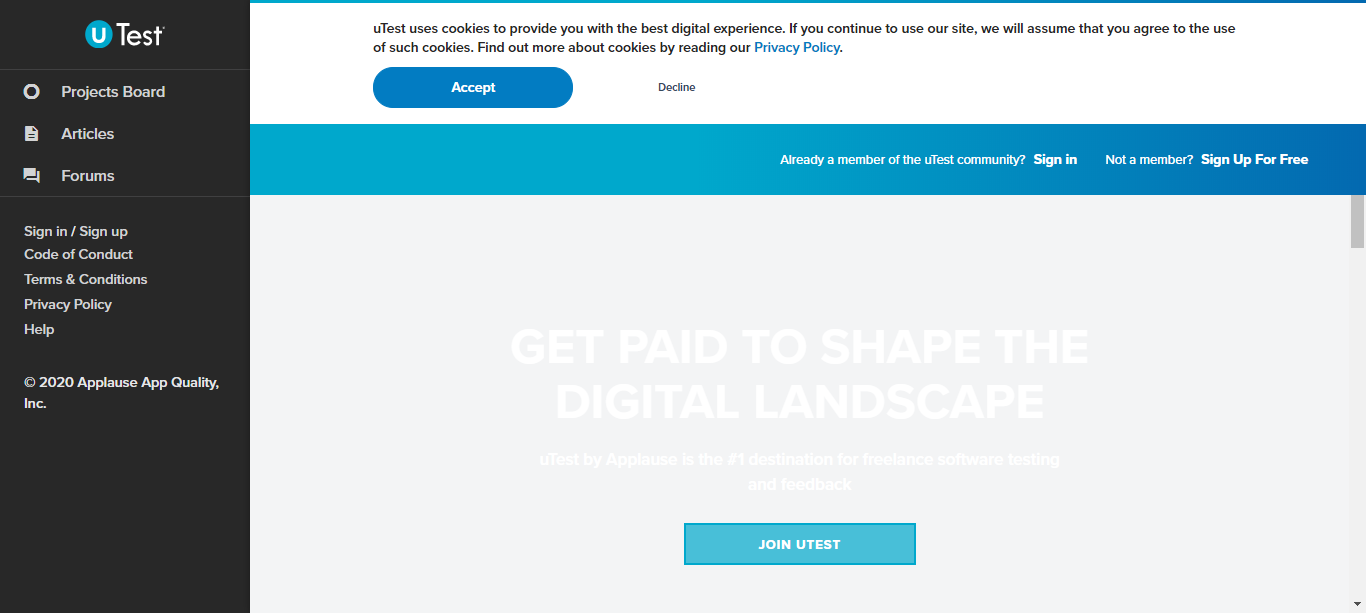 uTest
Projects Board
Articles
Forums
Sign in / Sign up
Code of Conduct
Terms & Conditions
Privacy Policy
Help
© 2020 Applause App Quality,
Inc.
uTest uses cookies to provide you with the best digital experience. If you continue to use our site, we will assume that you agree to the use
of such cookies. Find out more about cookies by reading our Privacy Policy.
Accept
Decline
Already a member of the uTest community? Sign in
Not a member? Sign Up For Free
GET PAID TO SHAPE THE
DIGITAL LANDSCAPE
uTest by Applause is the #1 destination for freelance software testing
and feedback
JOIN UTEST